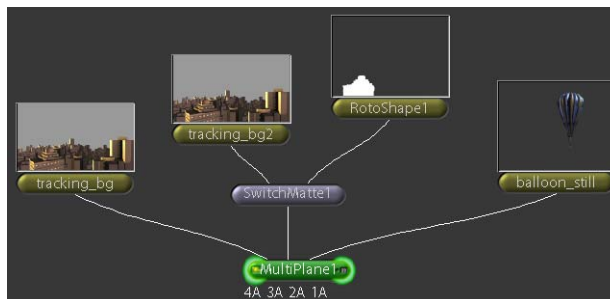 tracking_bg2
RotoShape1
tracking_bg
SwitchMatte1
balloon_still
MultiPlane1
4A 3A 2A 1A